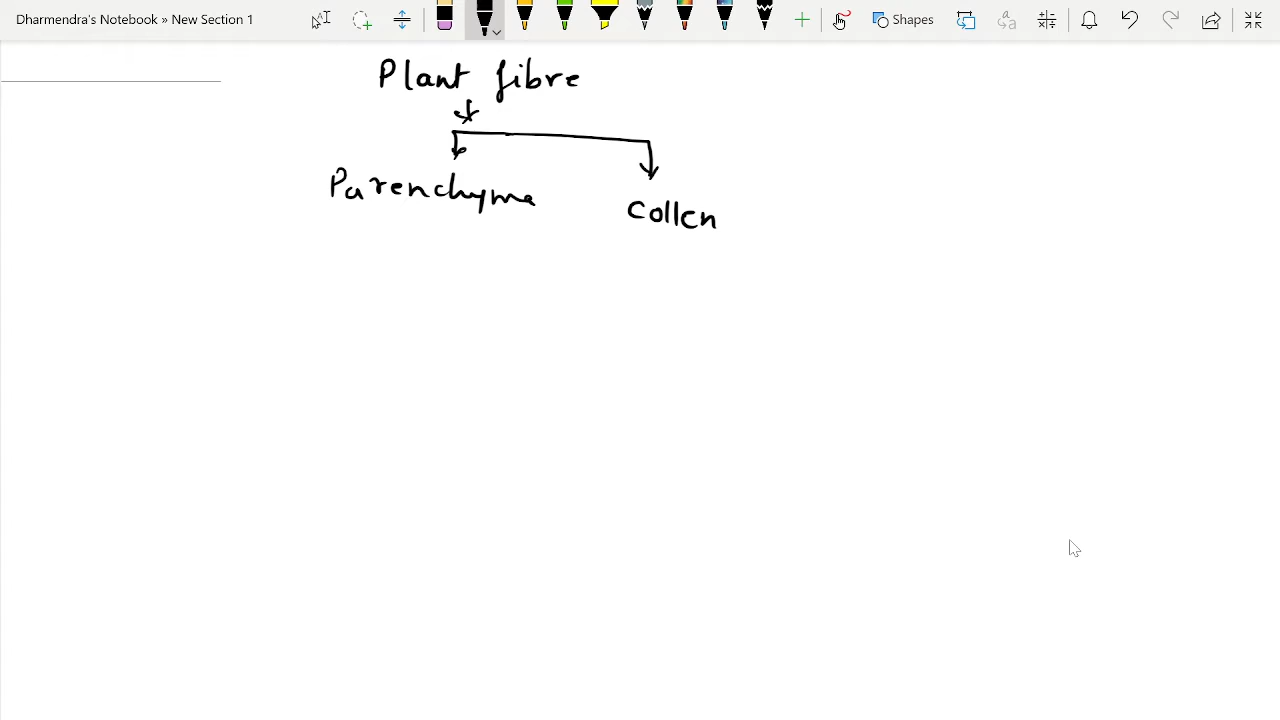 Dharmendra's Notebook » New Section 1
Shapes
Plant fibre
Parenchyma
Collen